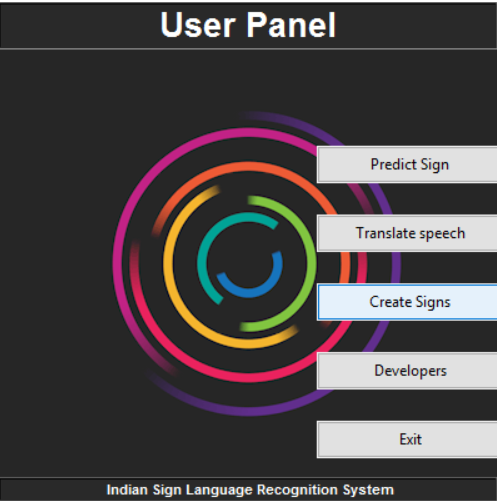 User Panel
Predict Sign
Translate speech
Create Signs
Developers
Exit
Indian Sign Language Recognition System